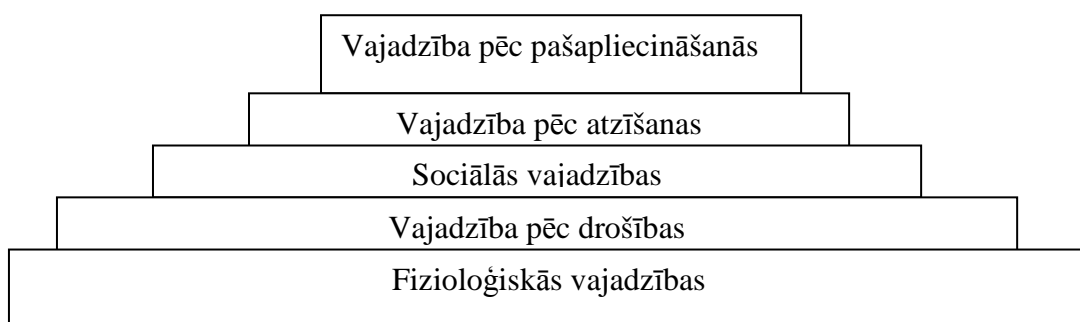 Vajadzība pēc pašapliecināšanās
Vajadzība pēc atzīšanas
Sociālās vajadzības
Vajadzība pēc drošības
Fizioloģiskās vajadzības